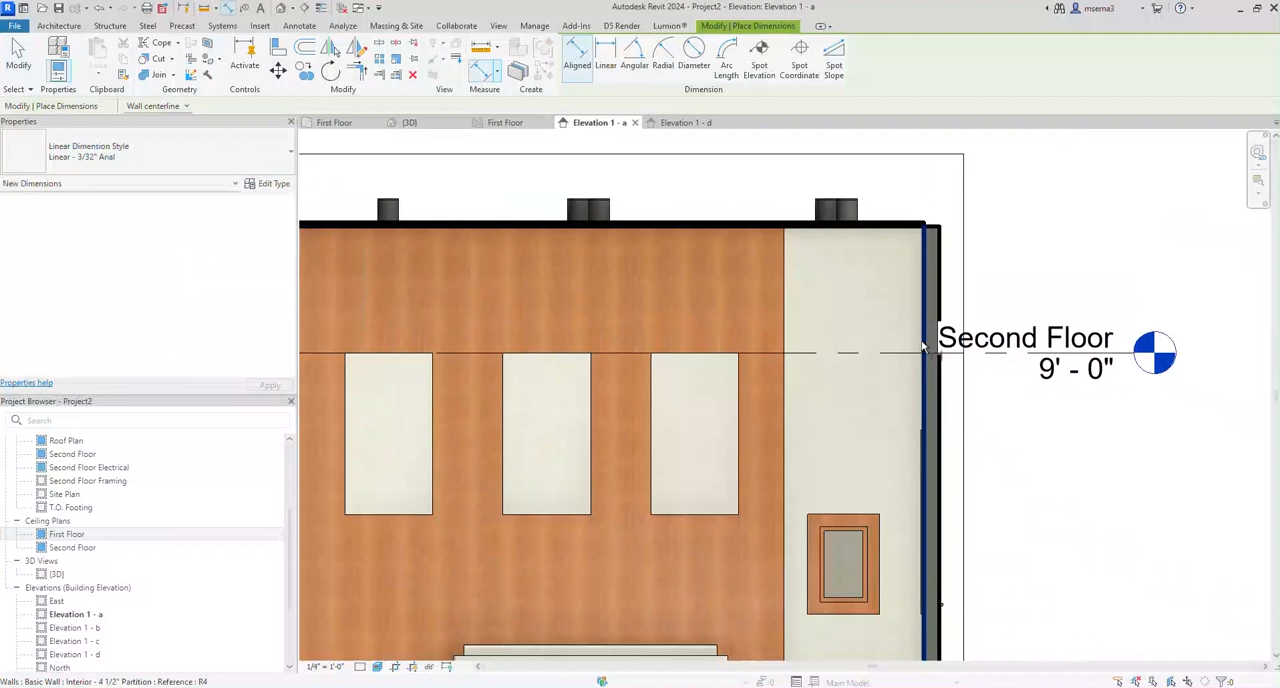 Autodesk Revit 2024 - Project2 - Elevation: Elevation 1 - a
mserna3
File Architecture Structure Steel Precast Systems Insert Annotate Analyze Massing & Site Collaborate View Manage Add-Ins D5 Render Lumion® Modify | Place Dimensions
Modify Cope Cut Join Activate Aligned Linear Angular Radial Diameter Arc Length Spot Elevation Spot Coordinate Spot Slope
Select Properties Clipboard Geometry Controls Modify View Measure Create Dimension
Modify | Place Dimensions Wall centerline
Properties
First Floor {3D} First Floor Elevation 1 - a Elevation 1 - d
Linear Dimension Style
Linear - 3/32" Arial
New Dimensions Edit Type
Second Floor
9' - 0"
Properties help Apply
Project Browser - Project2
Search
Roof Plan
Second Floor
Second Floor Electrical
Second Floor Framing
Site Plan
T.O. Footing
Ceiling Plans
First Floor
Second Floor
3D Views
{3D}
Elevations (Building Elevation)
East
Elevation 1 - a
Elevation 1 - b
Elevation 1 - c
Elevation 1 - d
North
1/4" = 1'-0"
Walls : Basic Wall : Interior - 4 1/2" Partition : Reference : R4
:0 Main Model :0